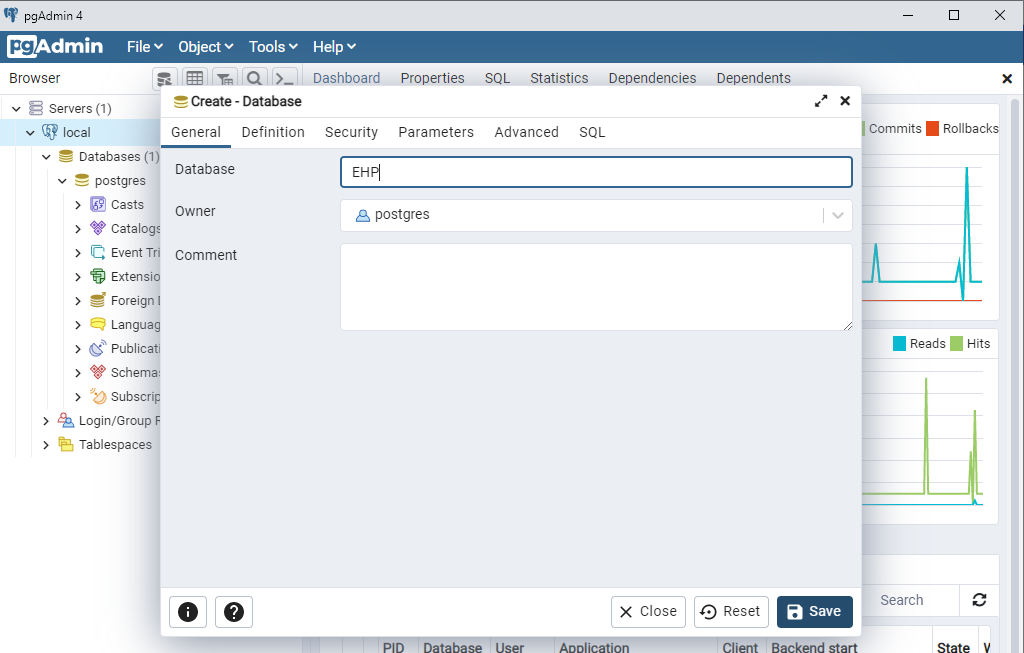 pgAdmin 4
pgAdmin File Object Tools Help
Browser Dashboard Properties SQL Statistics Dependencies Dependents
Servers (1)
local
Databases (1)
postgres
Casts
Catalogs
Event Tri
Extensio
Foreign D
Languag
Publicati
Schemas
Subscrip
Login/Group R
Tablespaces
Create - Database
General Definition Security Parameters Advanced SQL
Database EHP
Owner postgres
Comment
Close Reset Save
Commits Rollbacks
Reads Hits
Search
PID Database User Application Client Backend start State W